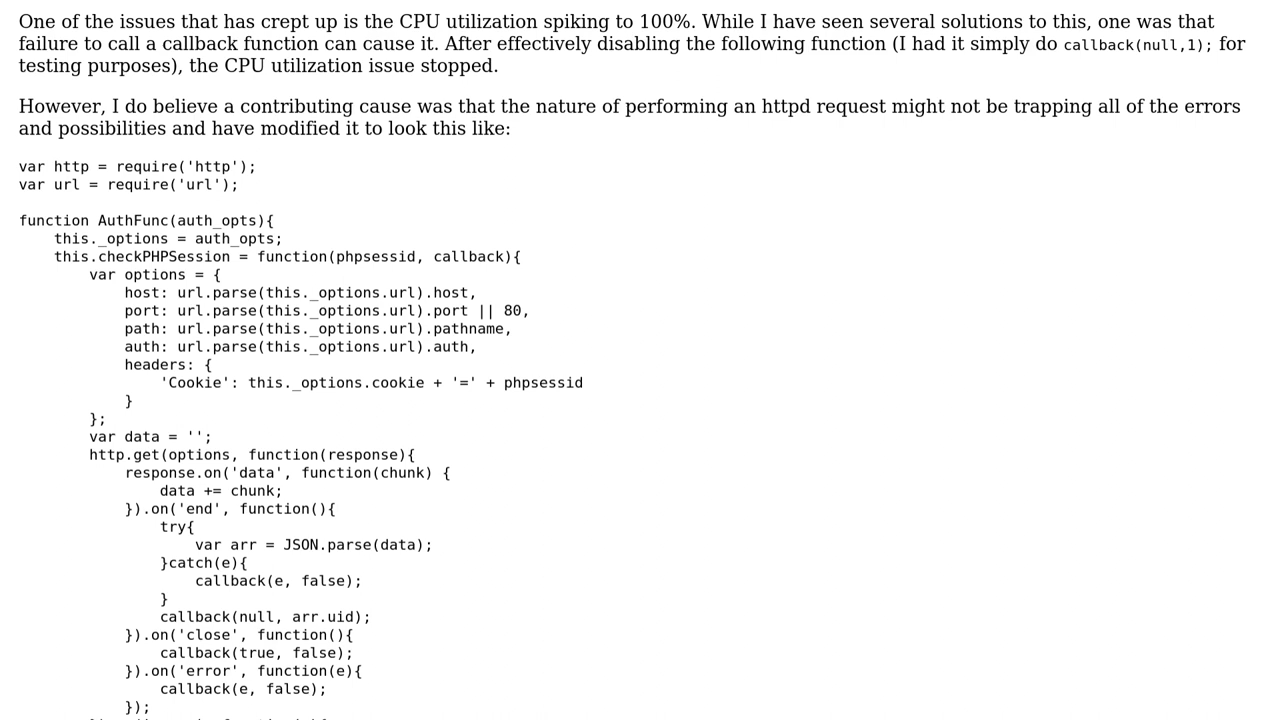 One of the issues that has crept up is the CPU utilization spiking to 100%. While I have seen several solutions to this, one was that
failure to call a callback function can cause it. After effectively disabling the following function (I had it simply do callback(null,1); for
testing purposes), the CPU utilization issue stopped.
However, I do believe a contributing cause was that the nature of performing an httpd request might not be trapping all of the errors
and possibilities and have modified it to look this like:
var http = require('http');
var url = require('url');
function AuthFunc(auth_opts){
    this._options = auth_opts;
    this.checkPHPSession = function(phpsessid, callback){
        var options = {
            host: url.parse(this._options.url).host,
            port: url.parse(this._options.url).port || 80,
            path: url.parse(this._options.url).pathname,
            auth: url.parse(this._options.url).auth,
            headers: {
                'Cookie': this._options.cookie + '=' + phpsessid
            }
        };
        var data = '';
        http.get(options, function(response){
            response.on('data', function(chunk) {
                data += chunk;
            }).on('end', function(){
                try{
                    var arr = JSON.parse(data);
                }catch(e){
                    callback(e, false);
                }
                callback(null, arr.uid);
            }).on('close', function(){
                callback(true, false);
            }).on('error', function(e){
                callback(e, false);
            });